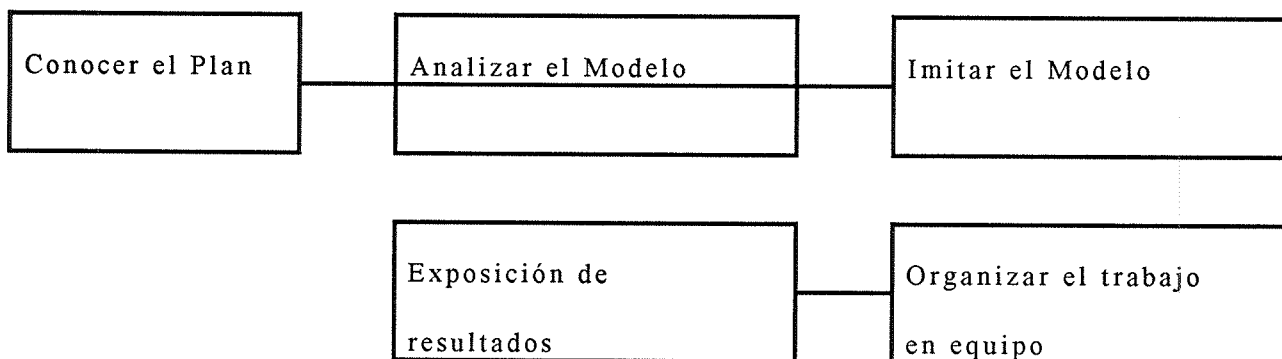 Conocer el Plan
Analizar el Modelo
Imitar el Modelo
Exposición de
resultados
Organizar el trabajo
en equipo